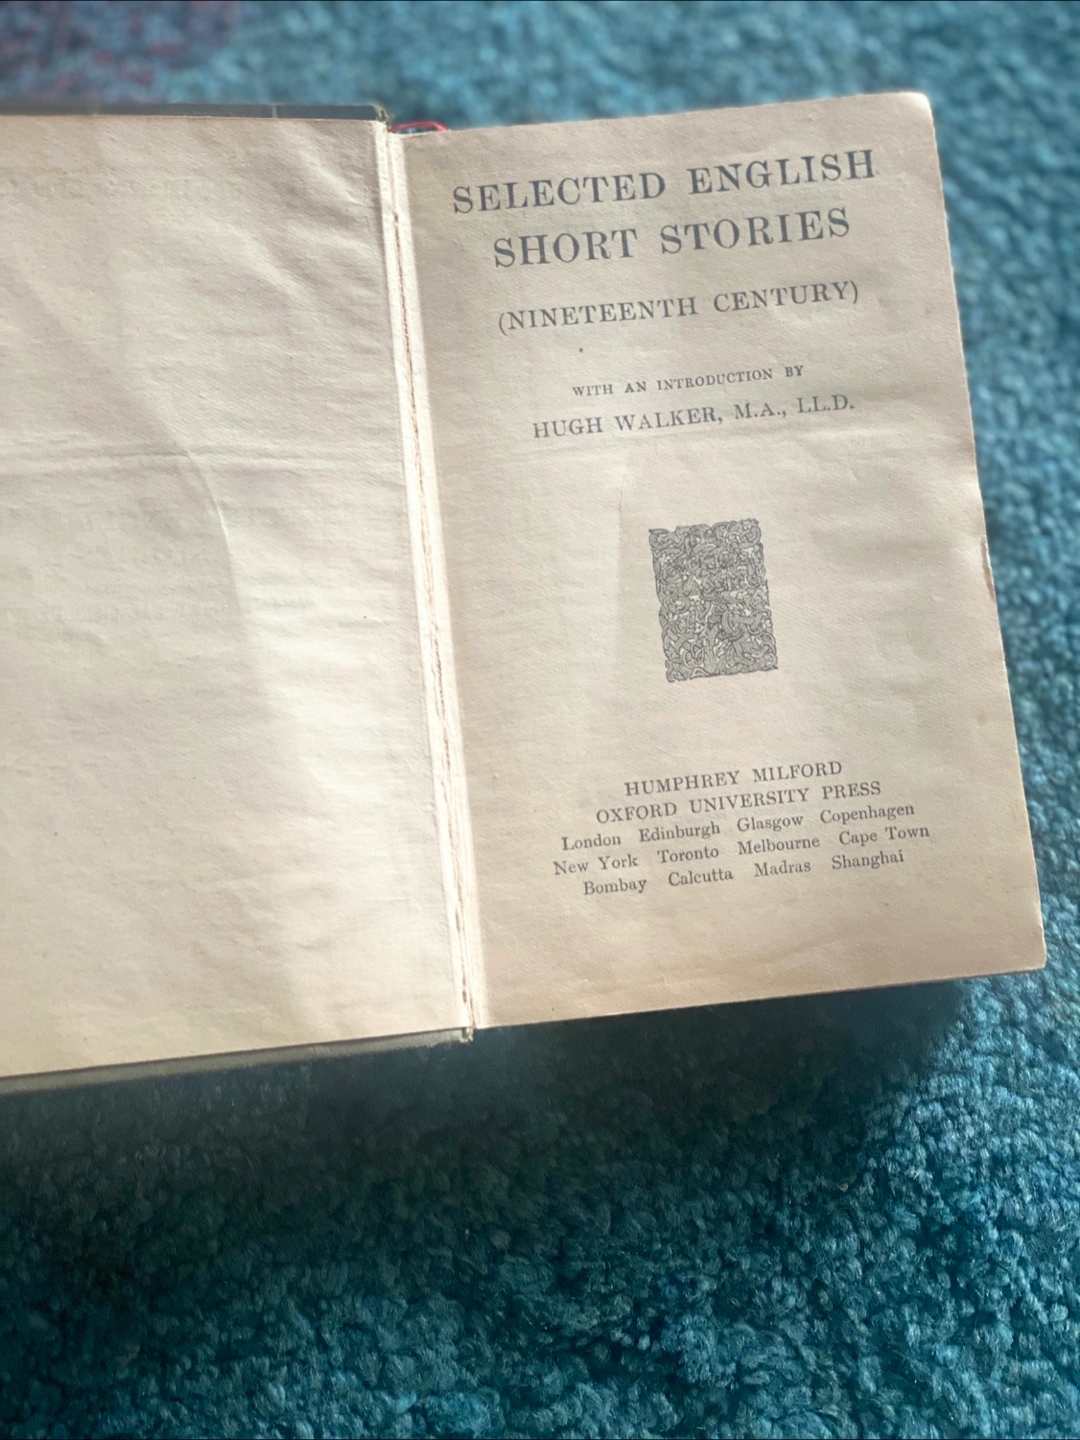 SELECTED ENGLISH
SHORT STORIES
(NINETEENTH CENTURY)
WITH AN INTRODUCTION BY
HUGH WALKER, M.A., LL.D.
HUMPHREY MILFORD
OXFORD UNIVERSITY PRESS
London Edinburgh Glasgow Copenhagen
New York Toronto Melbourne Cape Town
Bombay Calcutta Madras Shanghai